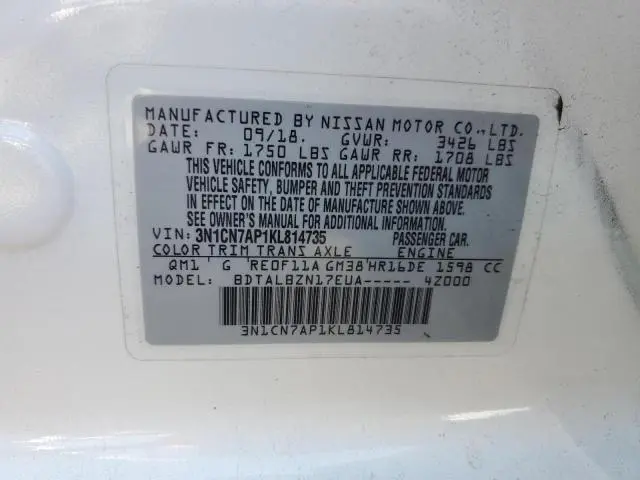 MANUFACTURED BY NISSAN MOTOR CO.,LTD.
DATE: 09/18. GVWR: 3426 LBS
GAWR FR: 1750 LBS GAWR RR: 1708 LBS
THIS VEHICLE CONFORMS TO ALL APPLICABLE FEDERAL MOTOR
VEHICLE SAFETY, BUMPER AND THEFT PREVENTION STANDARDS
IN EFFECT ON THE DATE OF MANUFACTURE SHOWN ABOVE.
SEE OWNER'S MANUAL FOR ADDITIONAL INFORMATION.
VIN: 3N1CN7AP1KL814735 PASSENGER CAR.
COLOR TRIM TRANS AXLE ENGINE
QM1 G RE0F11A GM38 HR16DE 1598 CC
MODEL: BDTALBZN17EUA----- 4Z000
3N1CN7AP1KL814735